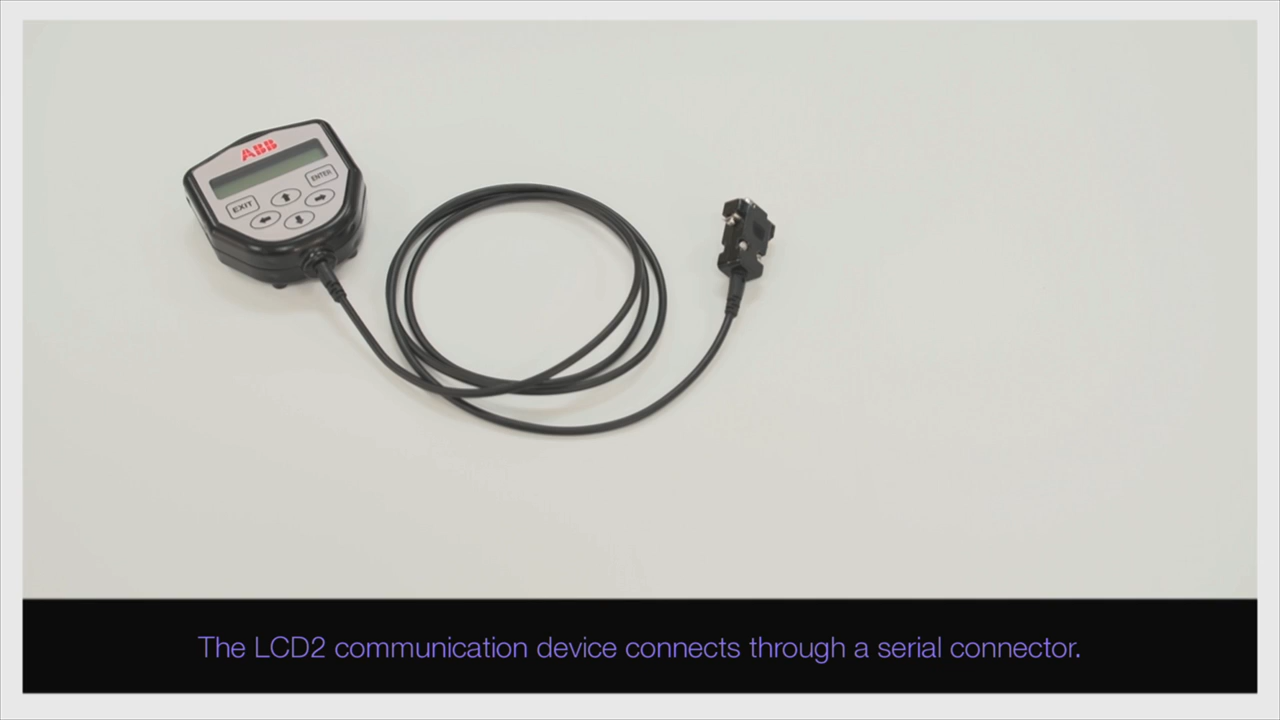 ABB
ENTER
EXIT
The LCD2 communication device connects through a serial connector.